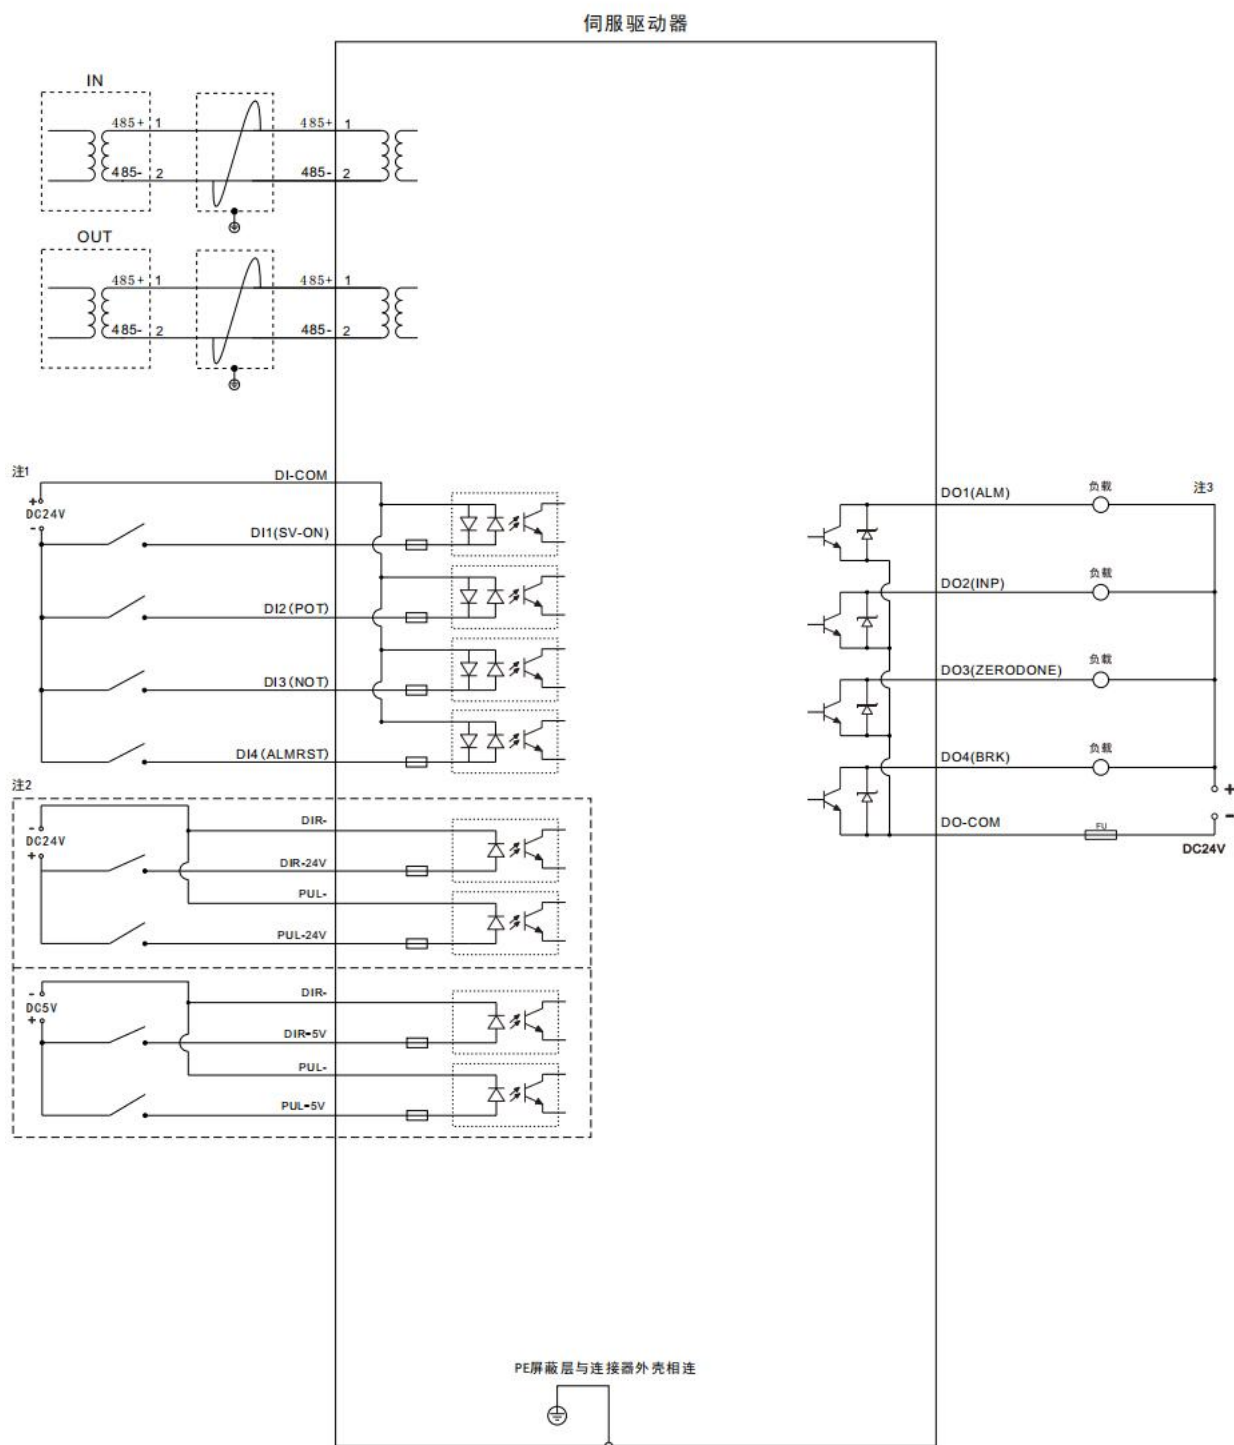 伺服驱动器
IN
485+ 1 485+ 1
485- 2 485- 2
OUT
485+ 1 485+ 1
485- 2 485- 2
注1
DI-COM
+
DC24V
-
DI1(SV-ON)
DI2(POT)
DI3(NOT)
DI4(ALMRST)
注2
-
DC24V
+
DIR-
DIR-24V
PUL-
PUL-24V
-
DC5V
+
DIR-
DIR-5V
PUL-
PUL-5V
DO1(ALM) 负载 注3
DO2(INP) 负载
DO3(ZERODONE) 负载
DO4(BRK) 负载
+
-
DO-COM FU
DC24V
PE屏蔽层与连接器外壳相连